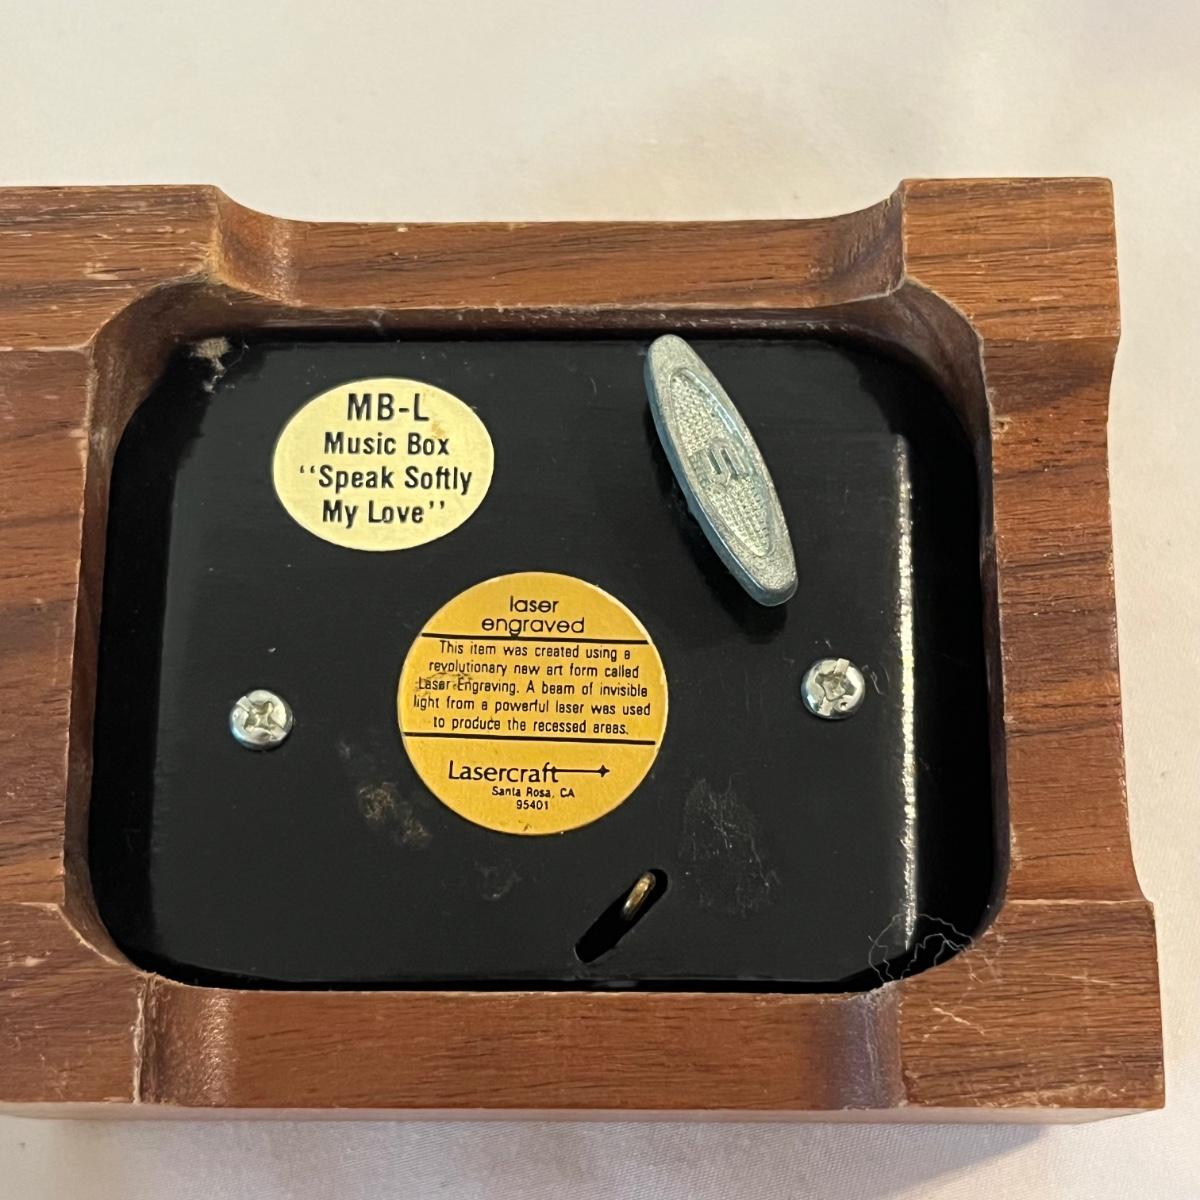 MB-L
Music Box
“Speak Softly
My Love”
laser
engraved
This item was created using a
revolutionary new art form called
Laser Engraving. A beam of invisible
light from a powerful laser was used
to produce the recessed areas.
Lasercraft
Santa Rosa, CA
95401